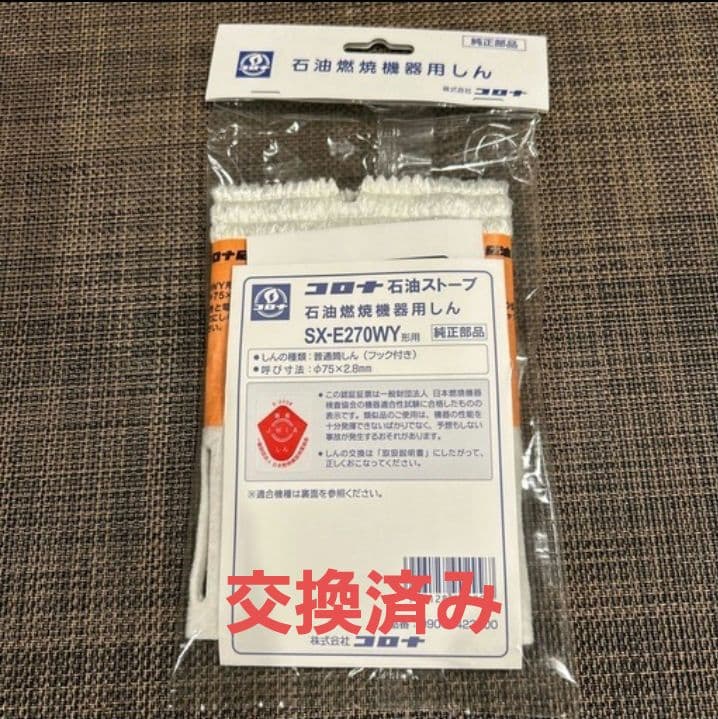 純正部品
コロナ
石油燃焼機器用しん
株式会社 コロナ
コロナ
コロナ 石油ストーブ
石油燃焼機器用しん
SX-E270WY形用 純正部品
●しんの種類：普通筒しん（フック付き）
●呼び寸法：φ75×2.8mm
JHIA
しん
●この認証証票は一般財団法人 日本燃焼機器
検査協会の機器適合性試験に合格したものの
表示です。類似品のご使用は、機器の性能を
十分発揮できないばかりでなく、予想もしない
事故が発生するおそれがあります。
●しんの交換は「取扱説明書」にしたがって、
正しくおこなってください。
※適合機種は裏面を参照ください。
交換済み
株式会社 コロナ